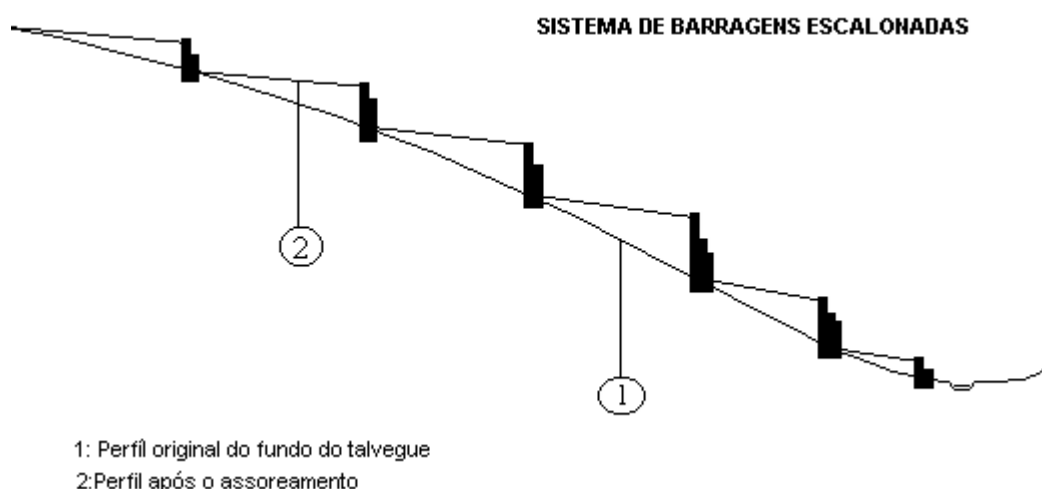 SISTEMA DE BARRAGENS ESCALONADAS
2
1
1: Perfil original do fundo do talvegue
2:Perfil após o assoreamento